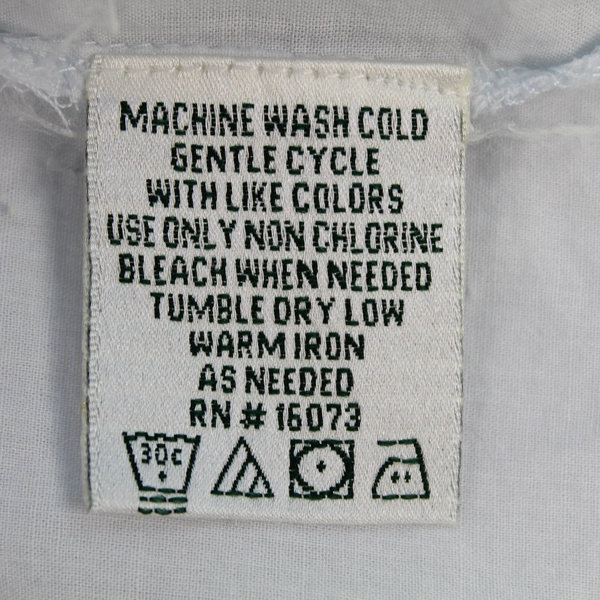 MACHINE WASH COLD
GENTLE CYCLE
WITH LIKE COLORS
USE ONLY NON CHLORINE
BLEACH WHEN NEEDED
TUMBLE DRY LOW
WARM IRON
AS NEEDED
RN # 16073
30C